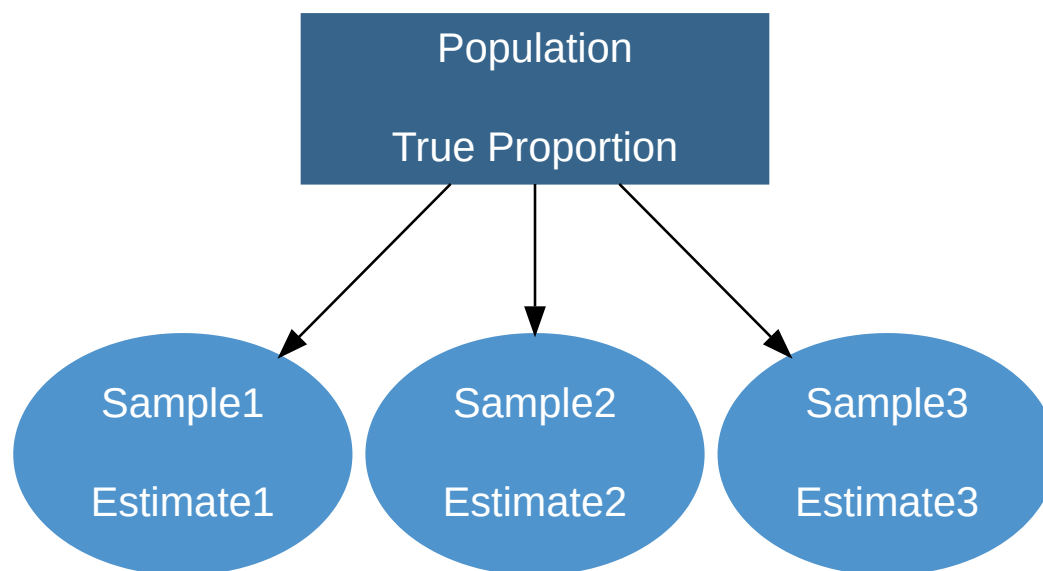 Population
True Proportion
Sample1
Estimate1
Sample2
Estimate2
Sample3
Estimate3